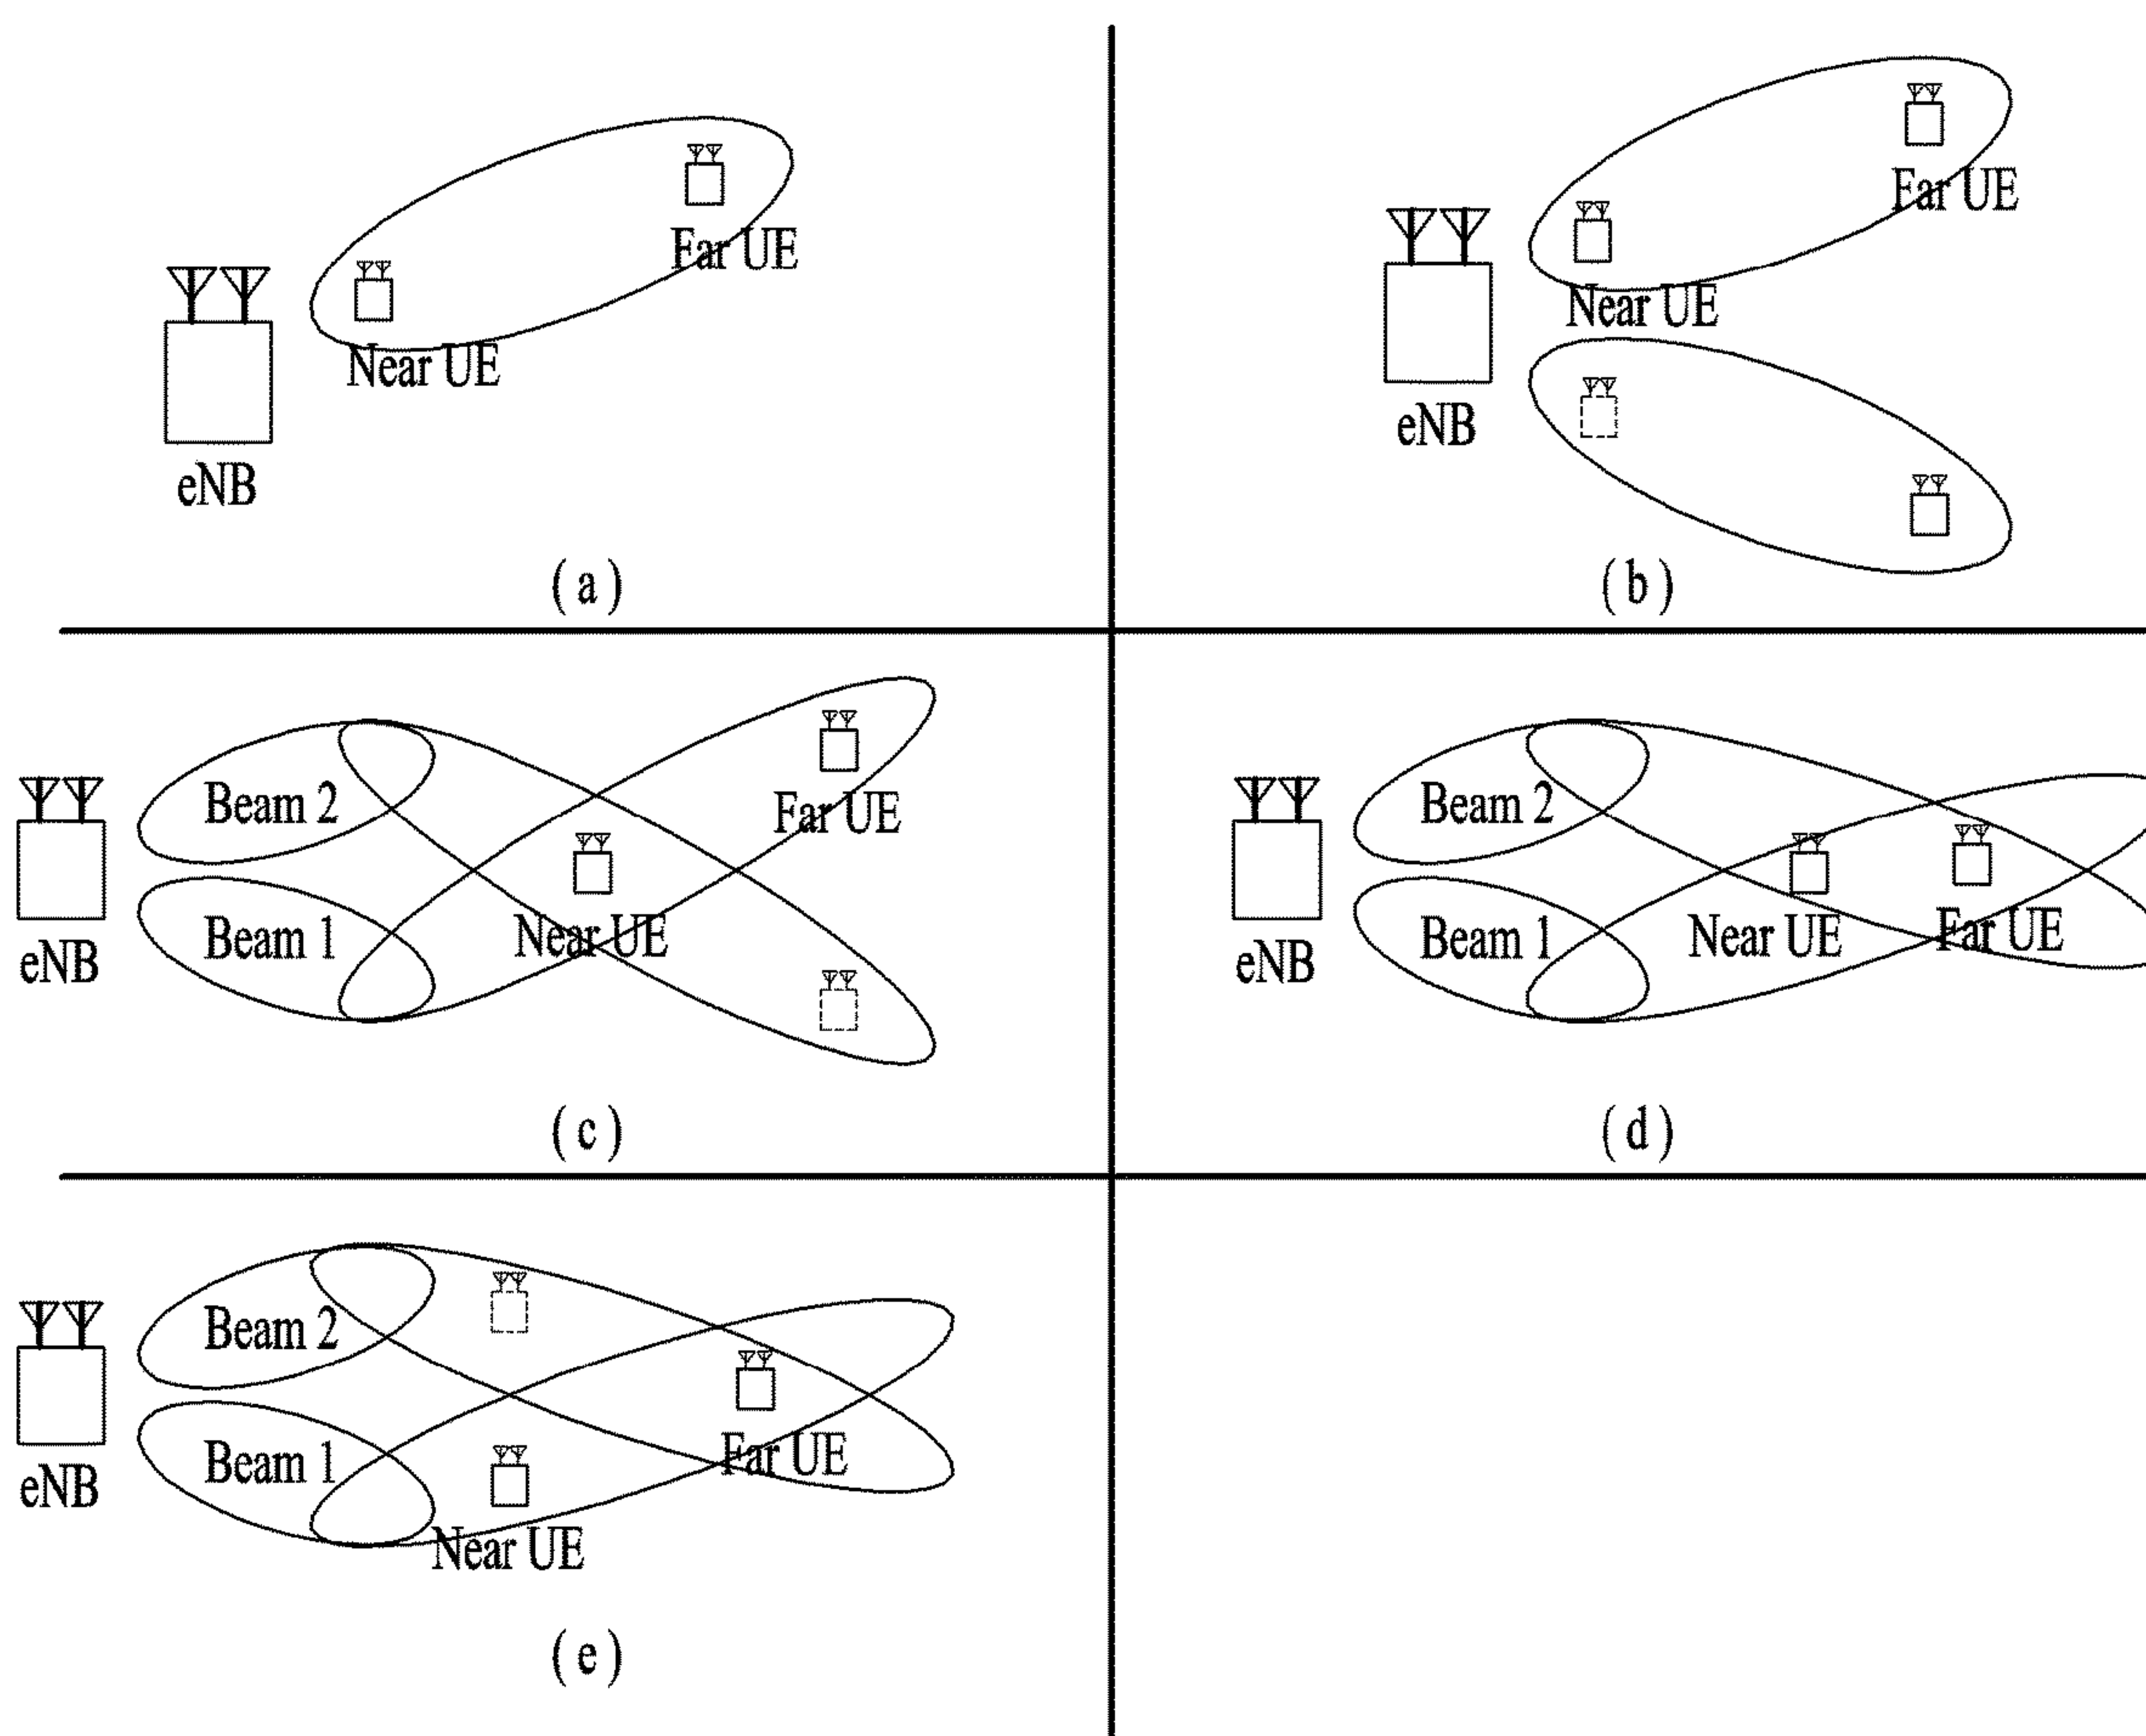 Far UE
Near UE
eNB
( a )
Far UE
Near UE
eNB
( b )
Beam 2
Far UE
Near UE
Beam 1
eNB
( c )
Beam 2
Near UE
Far UE
Beam 1
eNB
( d )
Beam 2
Far UE
Beam 1
eNB
Near UE
( e )